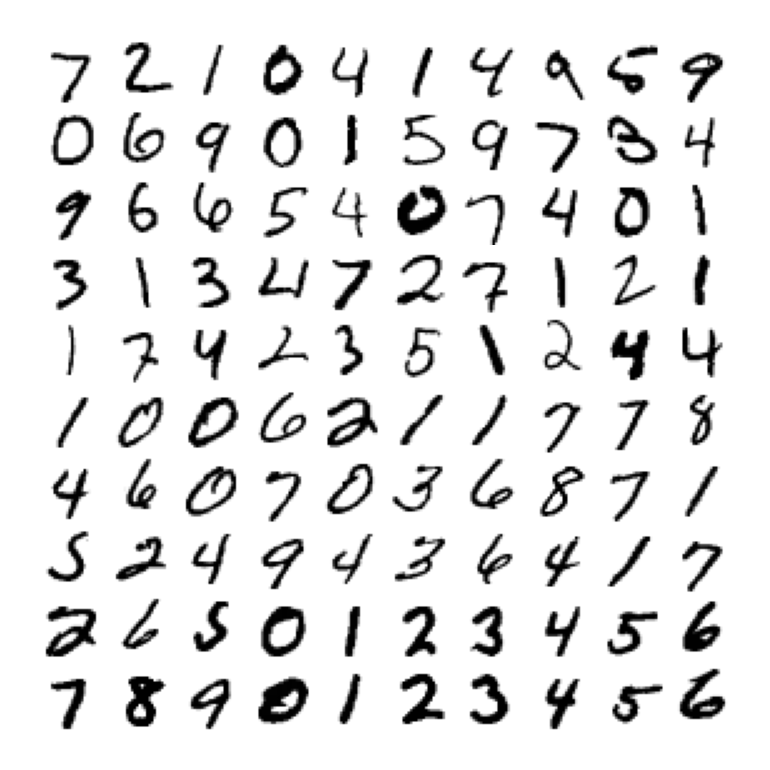 7 2 1 0 4 1 4 9 5 9
0 6 9 0 1 5 9 7 3 4
9 6 6 5 4 0 7 4 0 1
3 1 3 4 7 2 7 1 2 1
1 7 4 2 3 5 1 2 4 4
1 0 0 6 2 1 1 7 7 8
4 6 0 7 0 3 6 8 7 1
5 2 4 9 4 3 6 4 1 7
2 6 5 0 1 2 3 4 5 6
7 8 9 0 1 2 3 4 5 6